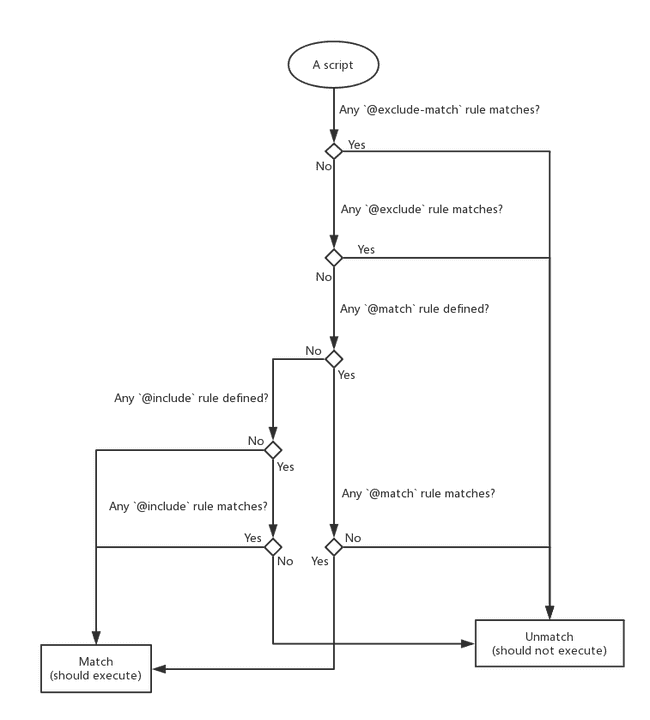 A script
Any `@exclude-match` rule matches?
Yes
No
Any `@exclude` rule matches?
Yes
No
Any `@match` rule defined?
No
Yes
Any `@include` rule defined?
No
Yes
Any `@match` rule matches?
Any `@include` rule matches?
Yes
No
No
Yes
Unmatch
(should not execute)
Match
(should execute)